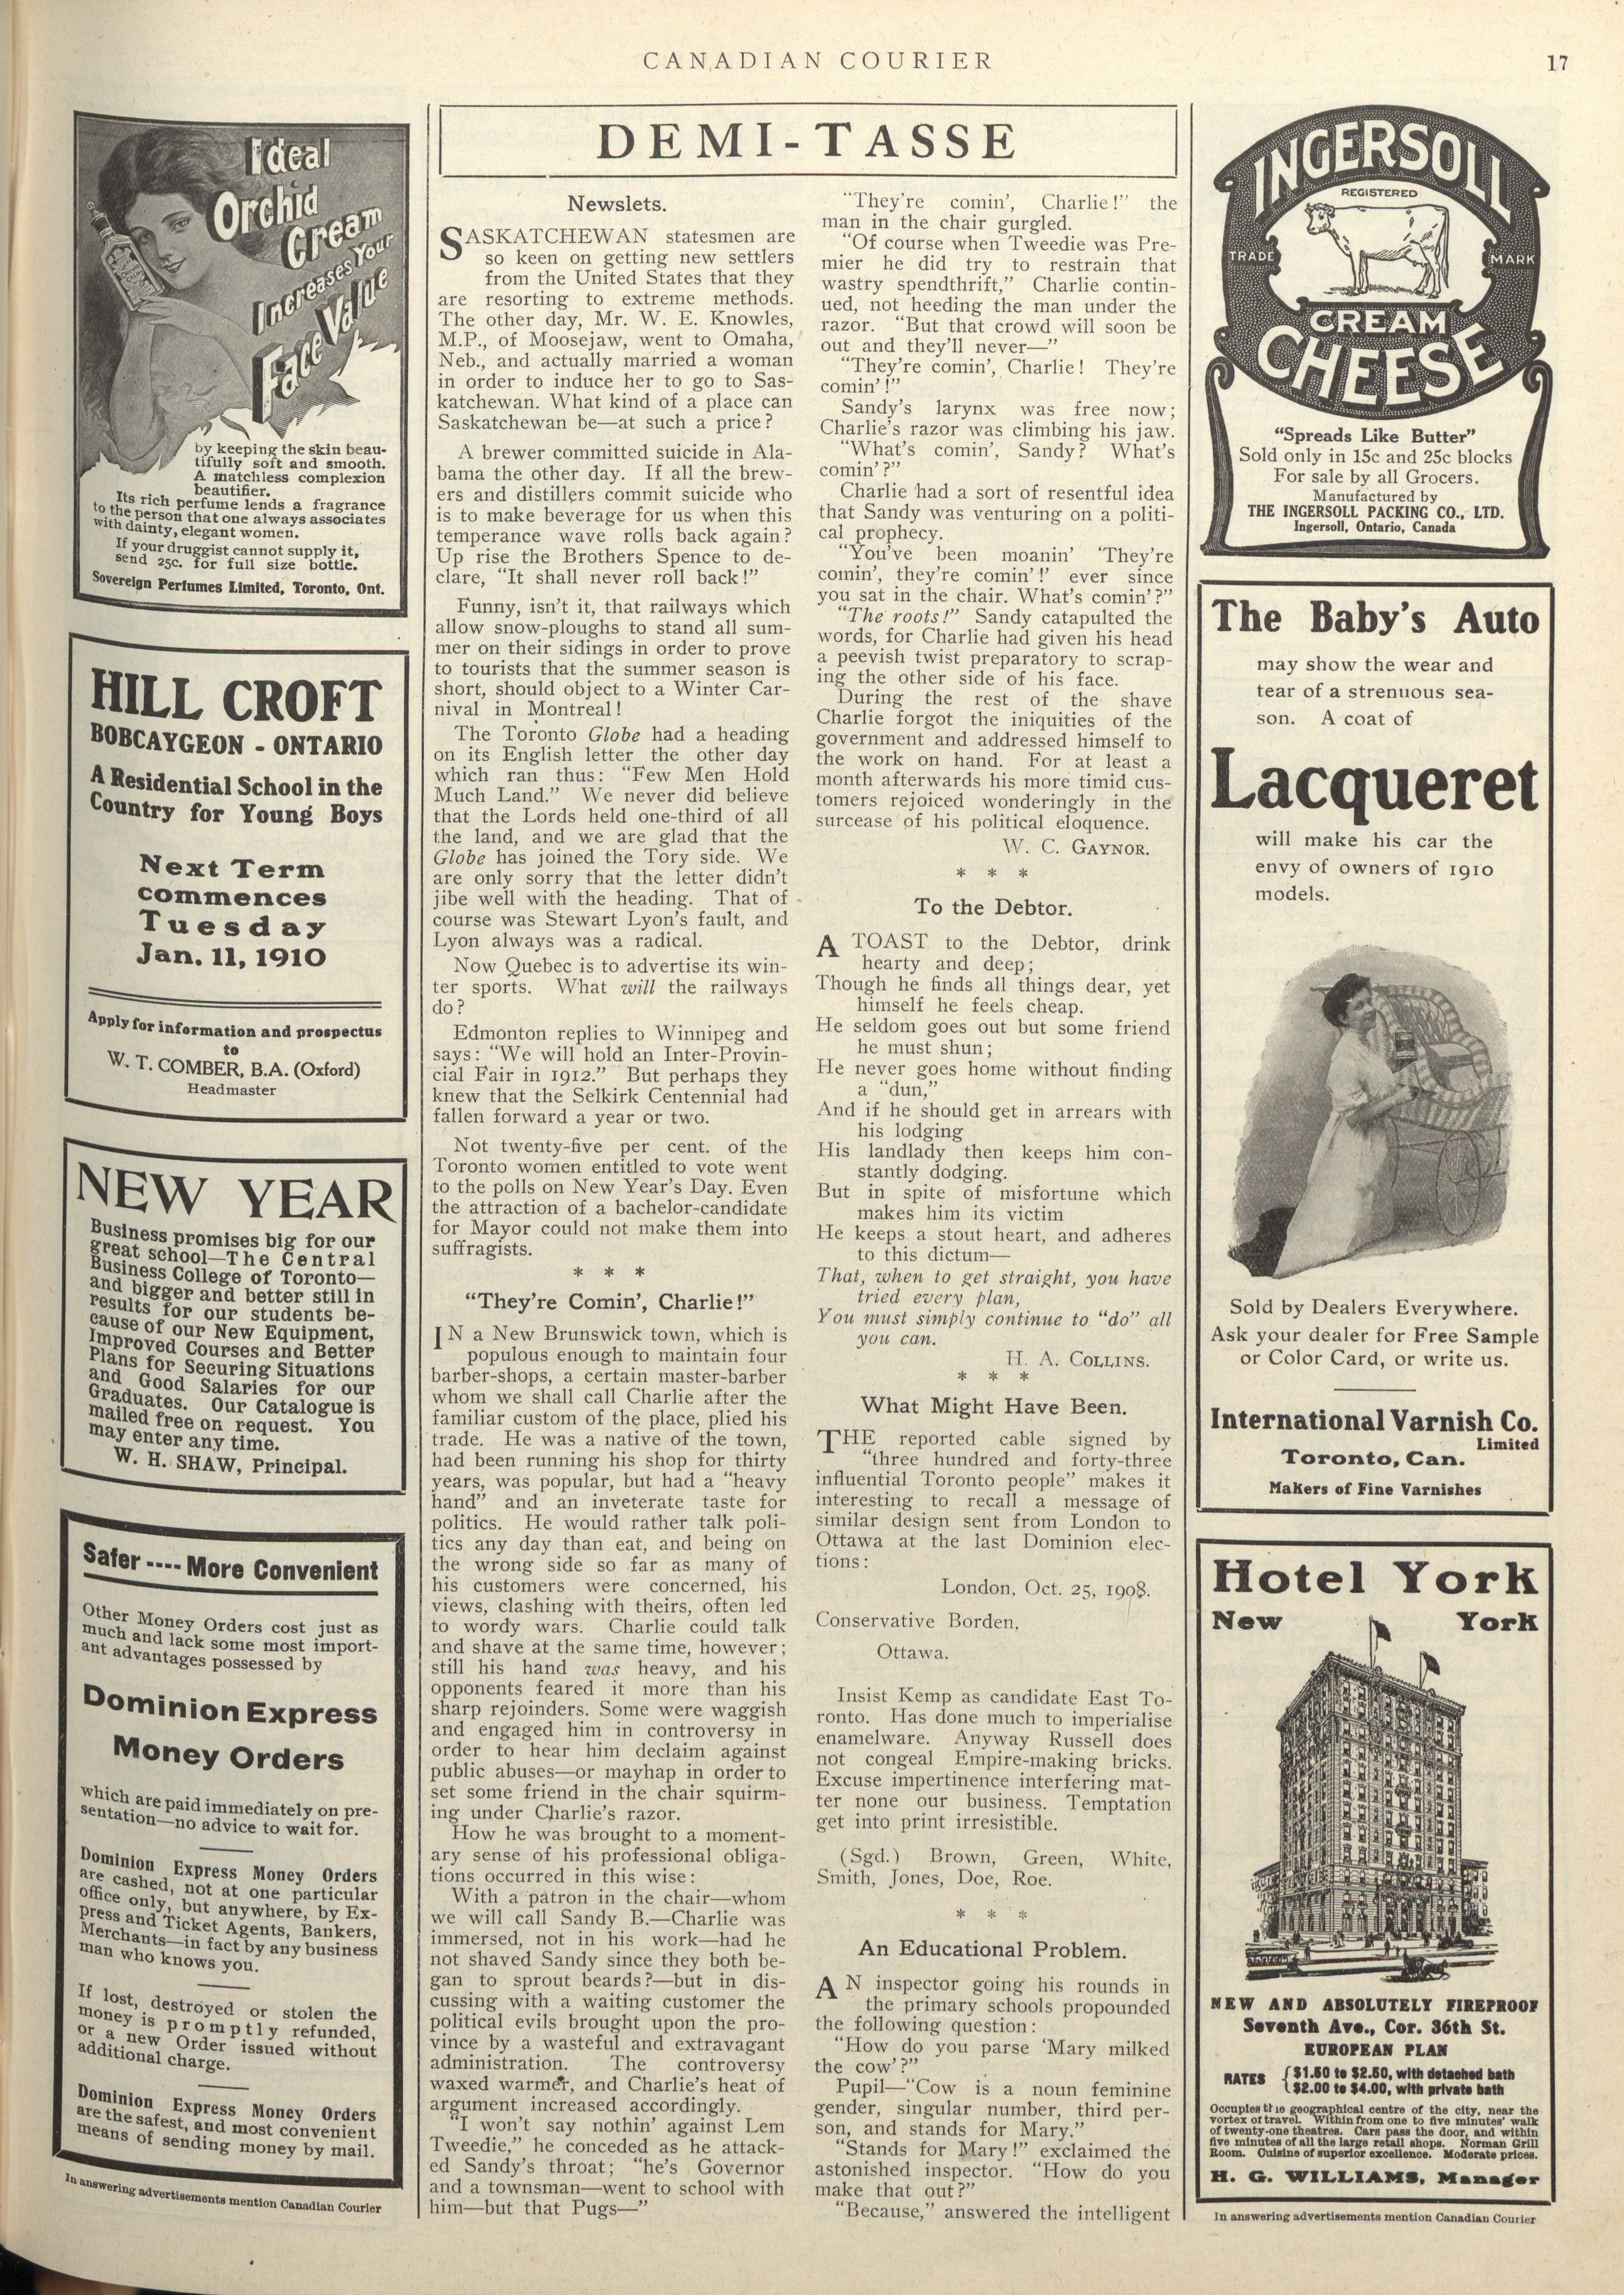 CANADIAN COURIER
17
Ideal
Orchid
Cream
Increases Your
Face Value
by keeping the skin beau-
tifully soft and smooth.
A matchless complexion
beautifier.
Its rich perfume lends a fragrance
to the person that one always associates
with dainty, elegant women.
If your druggist cannot supply it,
send 25c. for full size bottle.
Sovereign Perfumes Limited, Toronto, Ont.
HILL CROFT
BOBCAYGEON - ONTARIO
A Residential School in the
Country for Young Boys
Next Term
commences
Tuesday
Jan. 11, 1910
Apply for information and prospectus
to
W. T. COMBER, B.A. (Oxford)
Headmaster
NEW YEAR
Business promises big for our
great school—The Central
Business College of Toronto—
and bigger and better still in
results for our students be-
cause of our New Equipment,
Improved Courses and Better
Plans for Securing Situations
and Good Salaries for our
Graduates. Our Catalogue is
mailed free on request. You
may enter any time.
W. H. SHAW, Principal.
Safer ---- More Convenient
Other Money Orders cost just as
much and lack some most import-
ant advantages possessed by
Dominion Express
Money Orders
which are paid immediately on pre-
sentation—no advice to wait for.
Dominion Express Money Orders
are cashed, not at one particular
office only, but anywhere, by Ex-
press and Ticket Agents, Bankers,
Merchants—in fact by any business
man who knows you.
If lost, destroyed or stolen the
money is promptly refunded,
or a new Order issued without
additional charge.
Dominion Express Money Orders
are the safest, and most convenient
means of sending money by mail.
In answering advertisements mention Canadian Courier
DEMI-TASSE
Newslets.
SASKATCHEWAN statesmen are
so keen on getting new settlers
from the United States that they
are resorting to extreme methods.
The other day, Mr. W. E. Knowles,
M.P., of Moosejaw, went to Omaha,
Neb., and actually married a woman
in order to induce her to go to Sas-
katchewan. What kind of a place can
Saskatchewan be—at such a price?
A brewer committed suicide in Ala-
bama the other day. If all the brew-
ers and distillers commit suicide who
is to make beverage for us when this
temperance wave rolls back again?
Up rise the Brothers Spence to de-
clare, "It shall never roll back!"
Funny, isn't it, that railways which
allow snow-ploughs to stand all sum-
mer on their sidings in order to prove
to tourists that the summer season is
short, should object to a Winter Car-
nival in Montreal!
The Toronto Globe had a heading
on its English letter the other day
which ran thus: "Few Men Hold
Much Land." We never did believe
that the Lords held one-third of all
the land, and we are glad that the
Globe has joined the Tory side. We
are only sorry that the letter didn't
jibe well with the heading. That of
course was Stewart Lyon's fault, and
Lyon always was a radical.
Now Quebec is to advertise its win-
ter sports. What will the railways
do?
Edmonton replies to Winnipeg and
says: "We will hold an Inter-Provin-
cial Fair in 1912." But perhaps they
knew that the Selkirk Centennial had
fallen forward a year or two.
Not twenty-five per cent. of the
Toronto women entitled to vote went
to the polls on New Year's Day. Even
the attraction of a bachelor-candidate
for Mayor could not make them into
suffragists.
* * *
"They're Comin', Charlie!"
IN a New Brunswick town, which is
populous enough to maintain four
barber-shops, a certain master-barber
whom we shall call Charlie after the
familiar custom of the place, plied his
trade. He was a native of the town,
had been running his shop for thirty
years, was popular, but had a "heavy
hand" and an inveterate taste for
politics. He would rather talk poli-
tics any day than eat, and being on
the wrong side so far as many of
his customers were concerned, his
views, clashing with theirs, often led
to wordy wars. Charlie could talk
and shave at the same time, however;
still his hand was heavy, and his
opponents feared it more than his
sharp rejoinders. Some were waggish
and engaged him in controversy in
order to hear him declaim against
public abuses—or mayhap in order to
set some friend in the chair squirm-
ing under Charlie's razor.
How he was brought to a moment-
ary sense of his professional obliga-
tions occurred in this wise:
With a patron in the chair—whom
we will call Sandy B.—Charlie was
immersed, not in his work—had he
not shaved Sandy since they both be-
gan to sprout beards?—but in dis-
cussing with a waiting customer the
political evils brought upon the pro-
vince by a wasteful and extravagant
administration. The controversy
waxed warmer, and Charlie's heat of
argument increased accordingly.
"I won't say nothin' against Lem
Tweedie," he conceded as he attack-
ed Sandy's throat; "he's Governor
and a townsman—went to school with
him—but that Pugs—"
"They're comin', Charlie!" the
man in the chair gurgled.
"Of course when Tweedie was Pre-
mier he did try to restrain that
wastry spendthrift," Charlie contin-
ued, not heeding the man under the
razor. "But that crowd will soon be
out and they'll never—"
"They're comin', Charlie! They're
comin'!"
Sandy's larynx was free now;
Charlie's razor was climbing his jaw.
"What's comin', Sandy? What's
comin'?"
Charlie had a sort of resentful idea
that Sandy was venturing on a politi-
cal prophecy.
"You've been moanin' 'They're
comin', they're comin'!' ever since
you sat in the chair. What's comin'?"
"The roots!" Sandy catapulted the
words, for Charlie had given his head
a peevish twist preparatory to scrap-
ing the other side of his face.
During the rest of the shave
Charlie forgot the iniquities of the
government and addressed himself to
the work on hand. For at least a
month afterwards his more timid cus-
tomers rejoiced wonderingly in the
surcease of his political eloquence.
W. C. GAYNOR.
* * *
To the Debtor.
A TOAST to the Debtor, drink
hearty and deep;
Though he finds all things dear, yet
himself he feels cheap.
He seldom goes out but some friend
he must shun;
He never goes home without finding
a "dun,"
And if he should get in arrears with
his lodging
His landlady then keeps him con-
stantly dodging.
But in spite of misfortune which
makes him its victim
He keeps a stout heart, and adheres
to this dictum—
That, when to get straight, you have
tried every plan,
You must simply continue to "do" all
you can.
H. A. COLLINS.
* * *
What Might Have Been.
THE reported cable signed by
"three hundred and forty-three
influential Toronto people" makes it
interesting to recall a message of
similar design sent from London to
Ottawa at the last Dominion elec-
tions:
London, Oct. 25, 1908.
Conservative Borden,
Ottawa.
Insist Kemp as candidate East To-
ronto. Has done much to imperialise
enamelware. Anyway Russell does
not congeal Empire-making bricks.
Excuse impertinence interfering mat-
ter none our business. Temptation
get into print irresistible.
(Sgd.) Brown, Green, White,
Smith, Jones, Doe, Roe.
* * *
An Educational Problem.
AN inspector going his rounds in
the primary schools propounded
the following question:
"How do you parse 'Mary milked
the cow'?"
Pupil—"Cow is a noun feminine
gender, singular number, third per-
son, and stands for Mary."
"Stands for Mary!" exclaimed the
astonished inspector. "How do you
make that out?"
"Because," answered the intelligent
INGERSOLL
REGISTERED
TRADE MARK
CREAM
CHEESE
"Spreads Like Butter"
Sold only in 15c and 25c blocks
For sale by all Grocers.
Manufactured by
THE INGERSOLL PACKING CO., LTD.
Ingersoll, Ontario, Canada
The Baby's Auto
may show the wear and
tear of a strenuous sea-
son. A coat of
Lacqueret
will make his car the
envy of owners of 1910
models.
Sold by Dealers Everywhere.
Ask your dealer for Free Sample
or Color Card, or write us.
International Varnish Co.
Limited
Toronto, Can.
Makers of Fine Varnishes
Hotel York
New York
NEW AND ABSOLUTELY FIREPROOF
Seventh Ave., Cor. 36th St.
EUROPEAN PLAN
RATES { $1.50 to $2.50, with detached bath
$2.00 to $4.00, with private bath
Occupies the geographical centre of the city, near the
vortex of travel. Within from one to five minutes' walk
of twenty-one theatres. Cars pass the door, and within
five minutes of all the large retail shops. Norman Grill
Room. Cuisine of superior excellence. Moderate prices.
H. G. WILLIAMS, Manager
In answering advertisements mention Canadian Courier